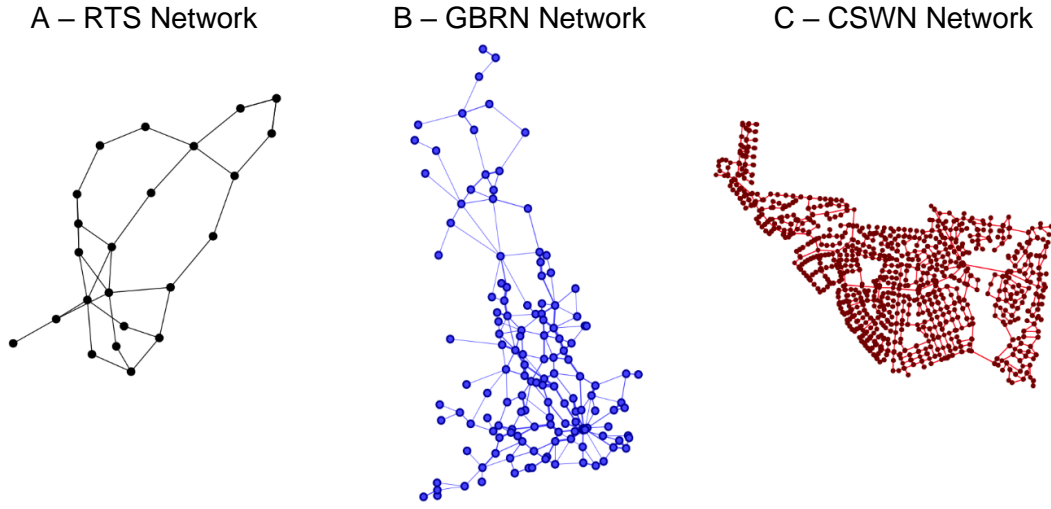 A – RTS Network
B – GBRN Network
C – CSWN Network